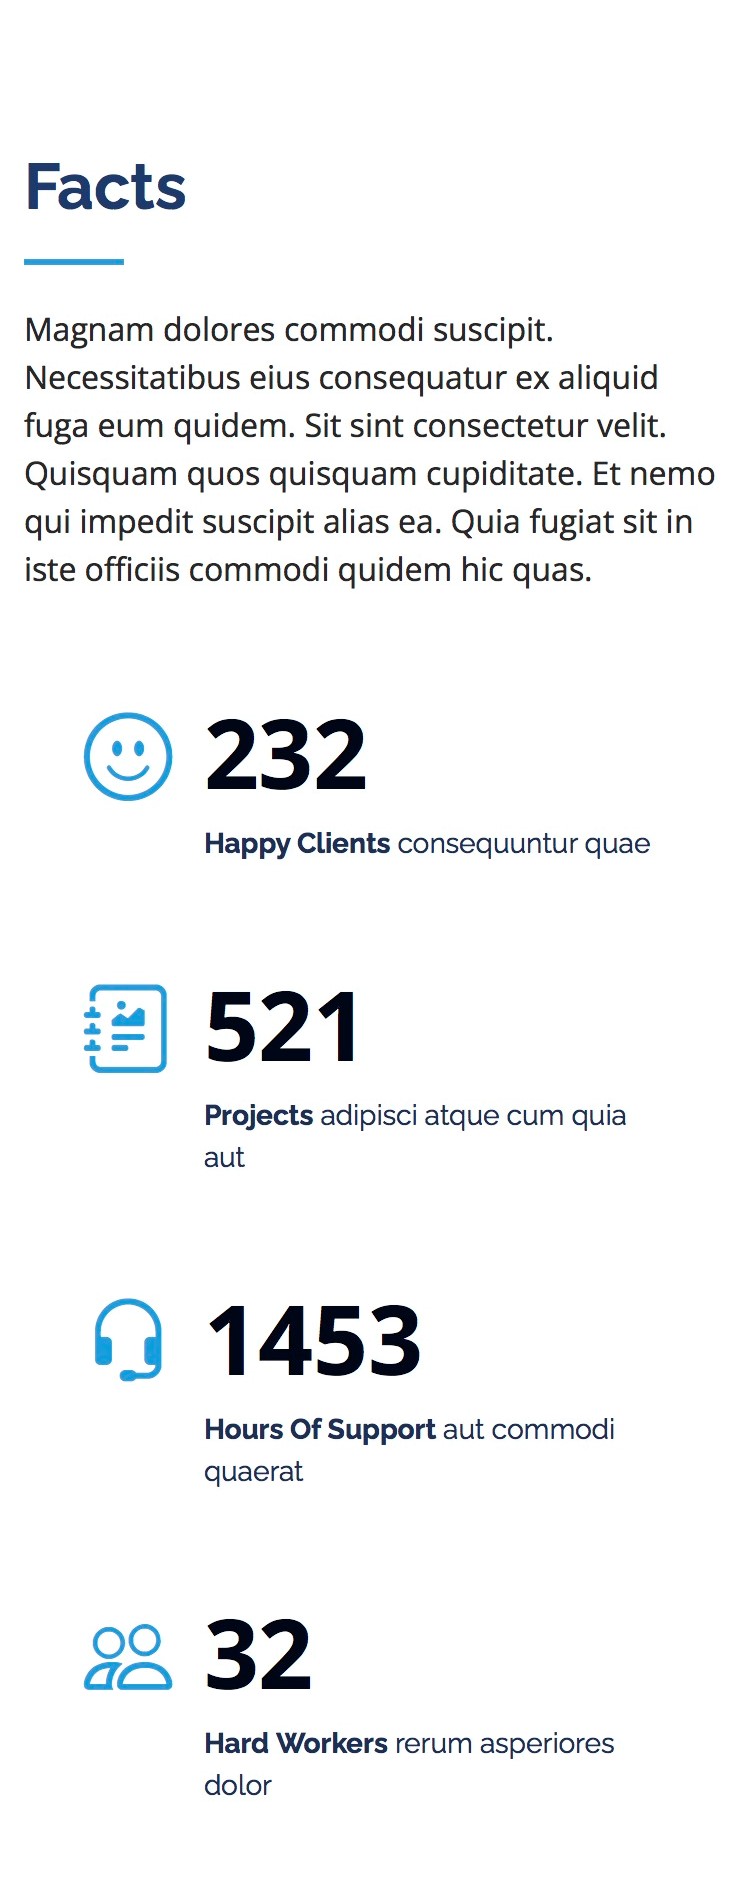 Facts
Magnam dolores commodi suscipit.
Necessitatibus eius consequatur ex aliquid
fuga eum quidem. Sit sint consectetur velit.
Quisquam quos quisquam cupiditate. Et nemo
qui impedit suscipit alias ea. Quia fugiat sit in
iste officiis commodi quidem hic quas.
232
Happy Clients consequuntur quae
521
Projects adipisci atque cum quia
aut
1453
Hours Of Support aut commodi
quaerat
32
Hard Workers rerum asperiores
dolor